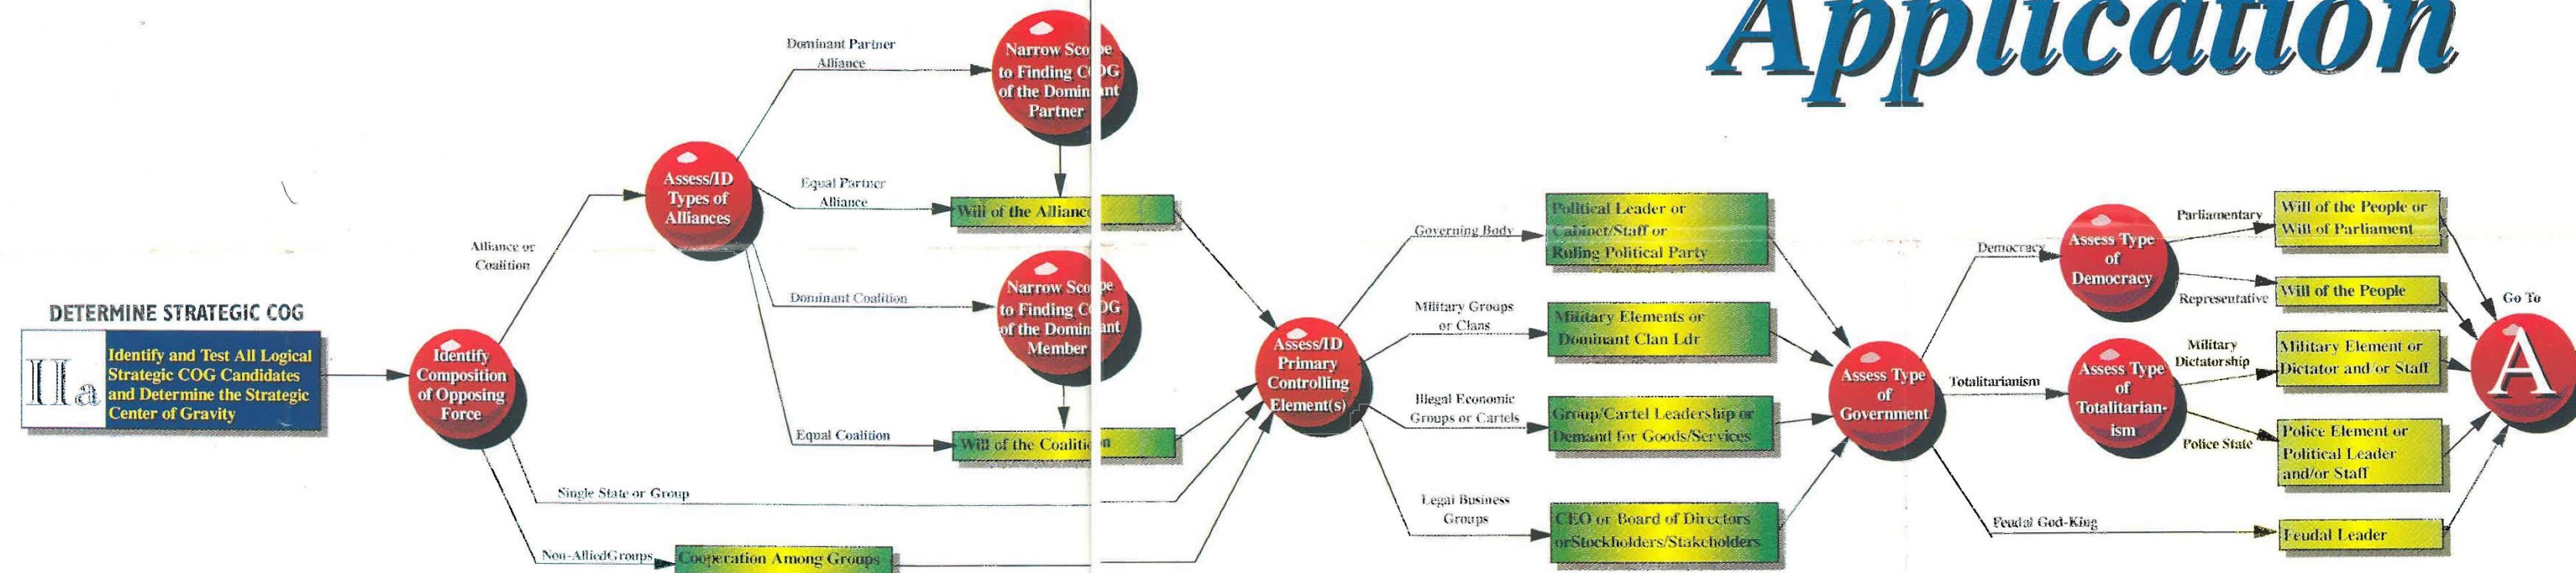 Application
DETERMINE STRATEGIC COG
IIa
Identify and Test All Logical
Strategic COG Candidates
and Determine the Strategic
Center of Gravity
Identify
Composition
of Opposing
Force
Alliance or
Coalition
Single State or Group
Non-AlliedGroups
Cooperation Among Groups
Assess/ID
Types of
Alliances
Dominant Partner
Alliance
Equal Partner
Alliance
Dominant Coalition
Equal Coalition
Narrow Scope
to Finding COG
of the Dominant
Partner
Will of the Alliance
Narrow Scope
to Finding COG
of the Dominant
Member
Will of the Coalition
Assess/ID
Primary
Controlling
Element(s)
Governing Body
Military Groups
or Clans
Illegal Economic
Groups or Cartels
Legal Business
Groups
Political Leader or
Cabinet/Staff or
Ruling Political Party
Military Elements or
Dominant Clan Ldr
Group/Cartel Leadership or
Demand for Goods/Services
CEO or Board of Directors
orStockholders/Stakeholders
Assess Type
of
Government
Democracy
Totalitarianism
Feudal God-King
Assess Type
of
Democracy
Parliamentary
Representative
Assess Type
of
Totalitarian-
ism
Military
Dictatorship
Police State
Will of the People or
Will of Parliament
Will of the People
Military Element or
Dictator and/or Staff
Police Element or
Political Leader
and/or Staff
Feudal Leader
Go To
A